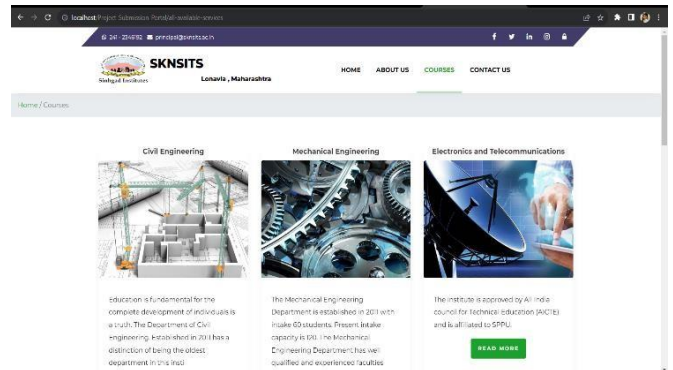 localhost/Project Submission Portal/all-available-services
principal@sknsits.ac.in
SKNSITS
Lonavla , Maharashtra
Sinhgad Institutes
HOME ABOUT US COURSES CONTACT US
Home / Courses
Civil Engineering
Education is fundamental for the
complete development of individuals is
a truth. The Department of Civil
Engineering. Established in 2011 has a
distinction of being the oldest
department in this insti
Mechanical Engineering
The Mechanical Engineering
Department is established in 2011 with
intake 60 students. Present intake
capacity is 120. The Mechanical
Engineering Department has well
qualified and experienced faculties
Electronics and Telecommunications
The institute is approved by All India
council for Technical Education (AICTE)
and is affiliated to SPPU.
READ MORE